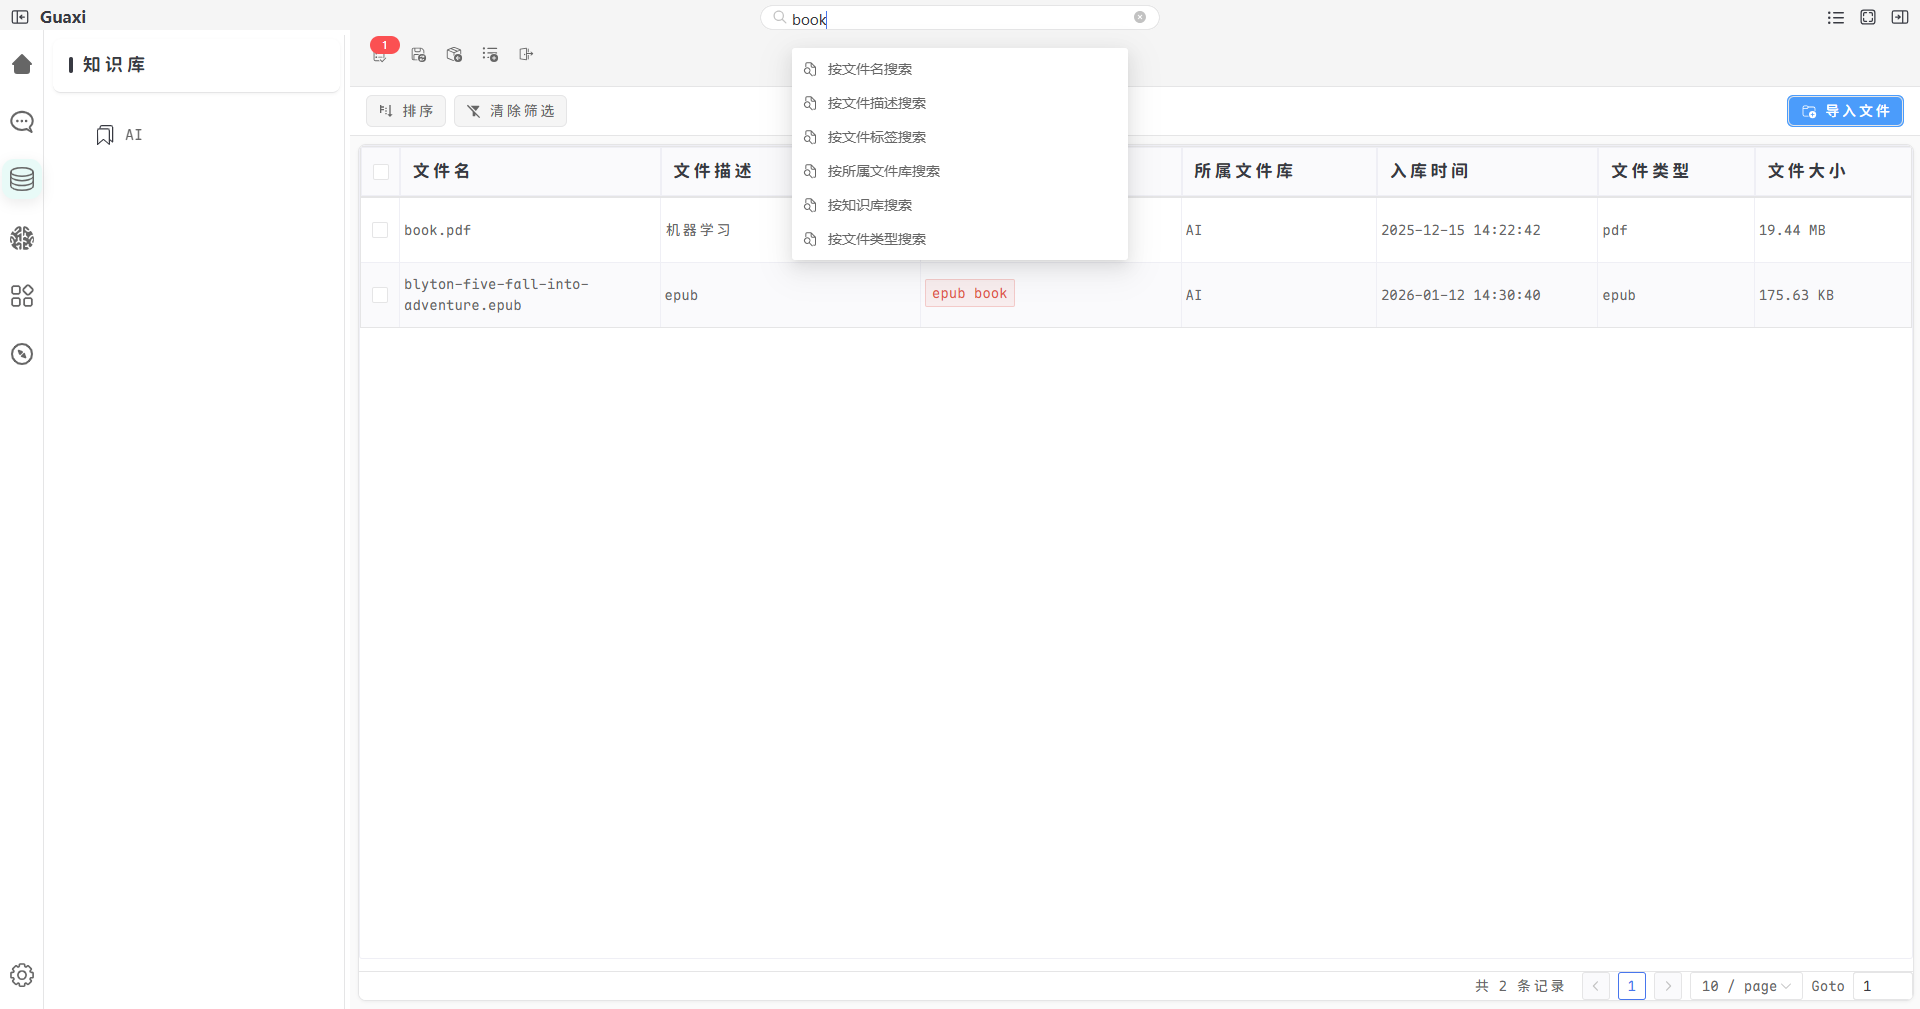 Guaxi
book
1
知识库
AI
按文件名搜索
按文件描述搜索
按文件标签搜索
按所属文件库搜索
按知识库搜索
按文件类型搜索
排序
清除筛选
导入文件
文件名
文件描述
所属文件库
入库时间
文件类型
文件大小
book.pdf
机器学习
AI
2025-12-15 14:22:42
pdf
19.44 MB
blyton-five-fall-into-
adventure.epub
epub
epub book
AI
2026-01-12 14:30:40
epub
175.63 KB
共 2 条记录
1
10 / page
Goto
1